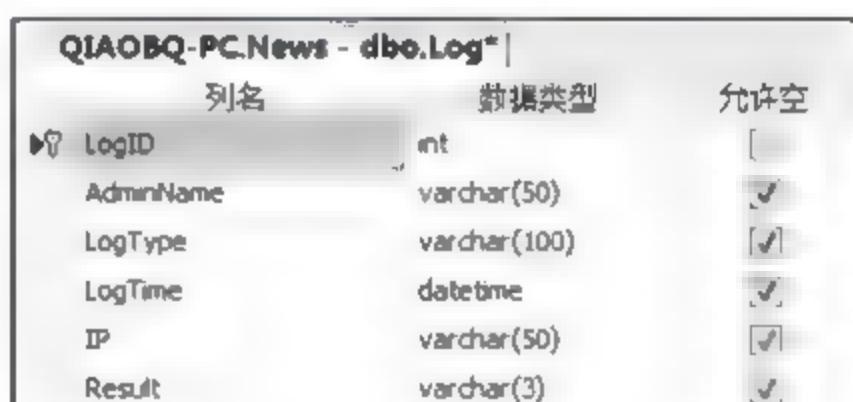 QIAOBQ-PC.News - dbo.Log*
列名 数据类型 允许空
LogID int
AdminName varchar(50)
LogType varchar(100)
LogTime datetime
IP varchar(50)
Result varchar(3)